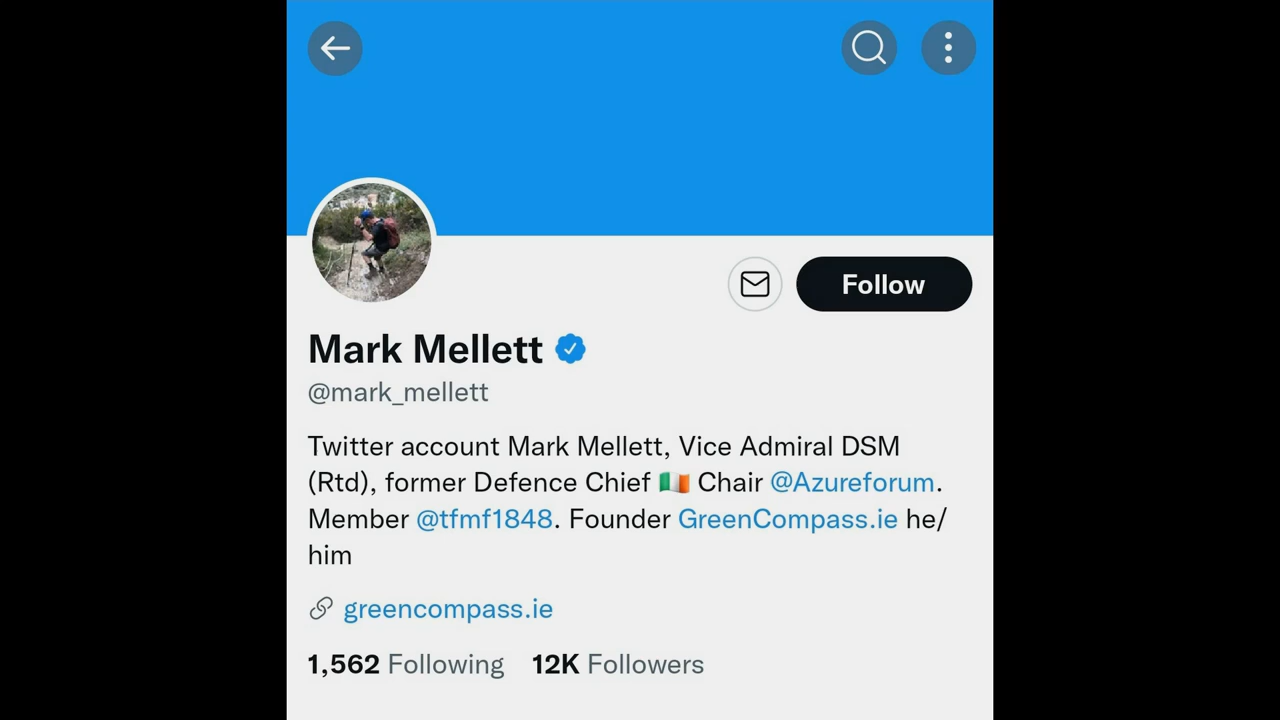 Follow
Mark Mellett
@mark_mellett
Twitter account Mark Mellett, Vice Admiral DSM
(Rtd), former Defence Chief 🇮🇪 Chair @Azureforum.
Member @tfmf1848. Founder GreenCompass.ie he/
him
greencompass.ie
1,562 Following 12K Followers